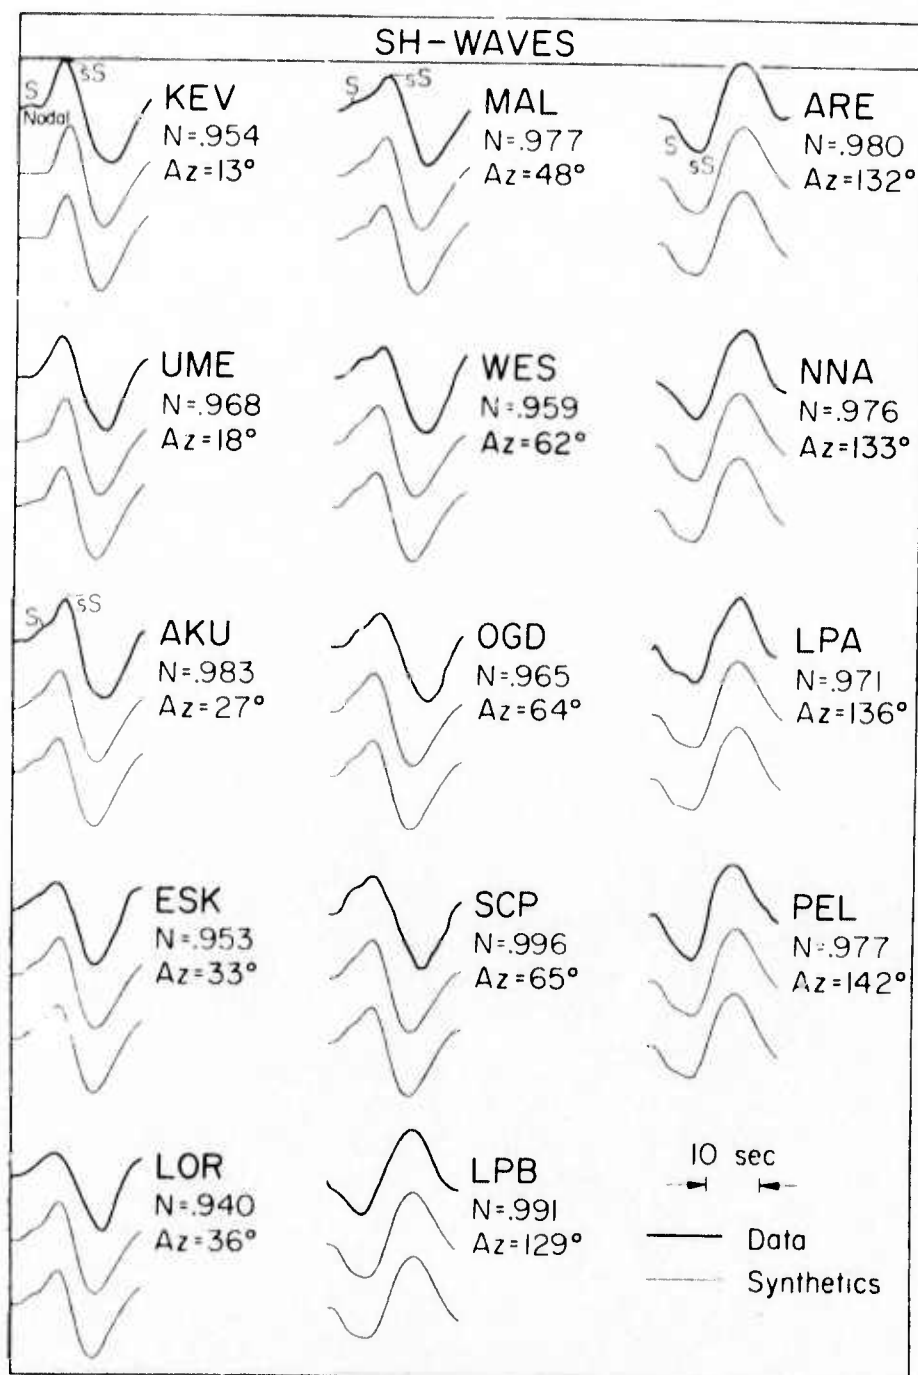 SH-WAVES
S
sS
Nodal
KEV
N=.954
Az=13°
S
sS
MAL
N=.977
Az=48°
S
sS
ARE
N=.980
Az=132°
UME
N=.968
Az=18°
WES
N=.959
Az=62°
NNA
N=.976
Az=133°
S
sS
AKU
N=.983
Az=27°
OGD
N=.965
Az=64°
LPA
N=.971
Az=136°
ESK
N=.953
Az=33°
SCP
N=.996
Az=65°
PEL
N=.977
Az=142°
LOR
N=.940
Az=36°
LPB
N=.991
Az=129°
10 sec
Data
Synthetics